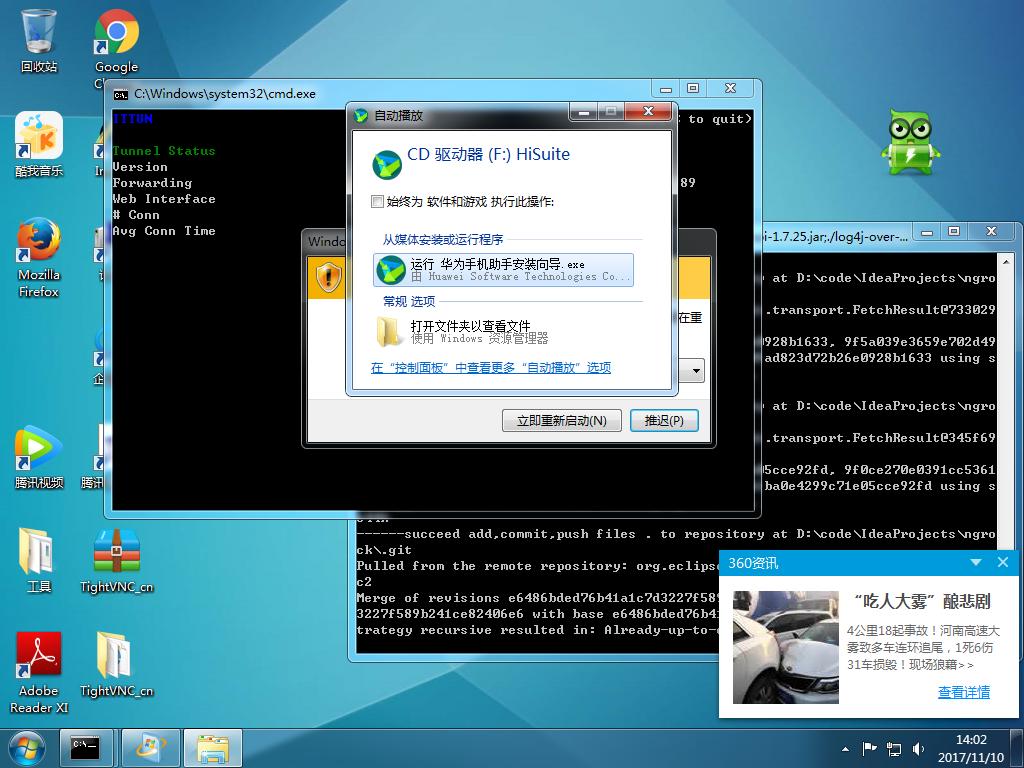 回收站
Google
C
酷我音乐
Mozilla
Firefox
腾讯视频
腾讯
工具
TightVNC_cn
Adobe
Reader XI
TightVNC_cn
C:\Windows\system32\cmd.exe
ITTUN
to quit)
Tunnel Status
Version
Forwarding
89
Web Interface
# Conn
Avg Conn Time
自动播放
CD 驱动器 (F:) HiSuite
始终为 软件和游戏 执行此操作:
从媒体安装或运行程序
运行 华为手机助手安装向导.exe
由 Huawei Software Technologies Co...
常规 选项
打开文件夹以查看文件
使用 Windows 资源管理器
在“控制面板”中查看更多“自动播放”选项
Windo
在重
立即重新启动(N)
推迟(P)
i-1.7.25.jar;./log4j-over-...
at D:\code\IdeaProjects\ngro
.transport.FetchResult@733029
0928b1633, 9f5a039e3659e702d49
ad823d72b26e0928b1633 using s
at D:\code\IdeaProjects\ngro
.transport.FetchResult@345f69
5cce92fd, 9f0ce270e0391cc5361
ba0e4299c71e05cce92fd using s
------succeed add,commit,push files . to repository at D:\code\IdeaProjects\ngro
ck\.git
Pulled from the remote repository: org.eclips
c2
Merge of revisions e6486bded76b41a1c7d3227f589
3227f589b241ce82406e6 with base e6486bded76b41
trategy recursive resulted in: Already-up-to-
360资讯
“吃人大雾”酿悲剧
4公里18起事故！河南高速大
雾致多车连环追尾，1死6伤
31车损毁！现场狼藉>>
查看详情
14:02
2017/11/10